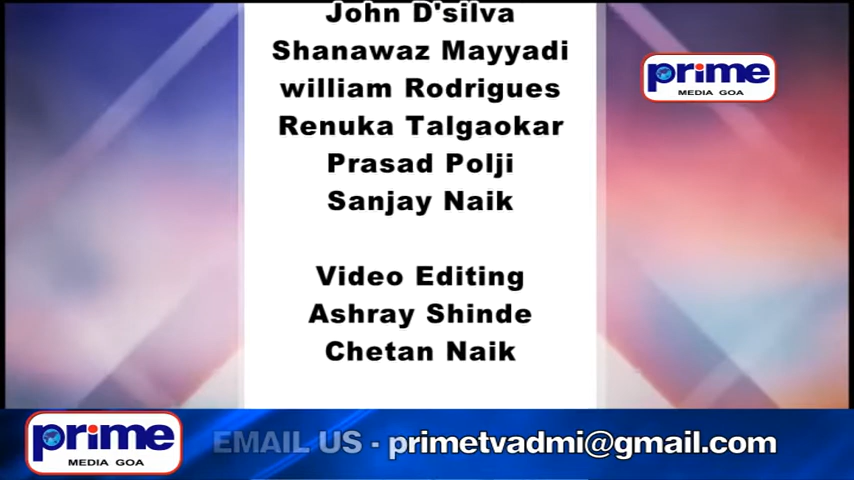 John D'silva
Shanawaz Mayyadi
william Rodrigues
Renuka Talgaokar
Prasad Polji
Sanjay Naik
Video Editing
Ashray Shinde
Chetan Naik
prime
MEDIA GOA
prime
MEDIA GOA
EMAIL US - primetvadmi@gmail.com